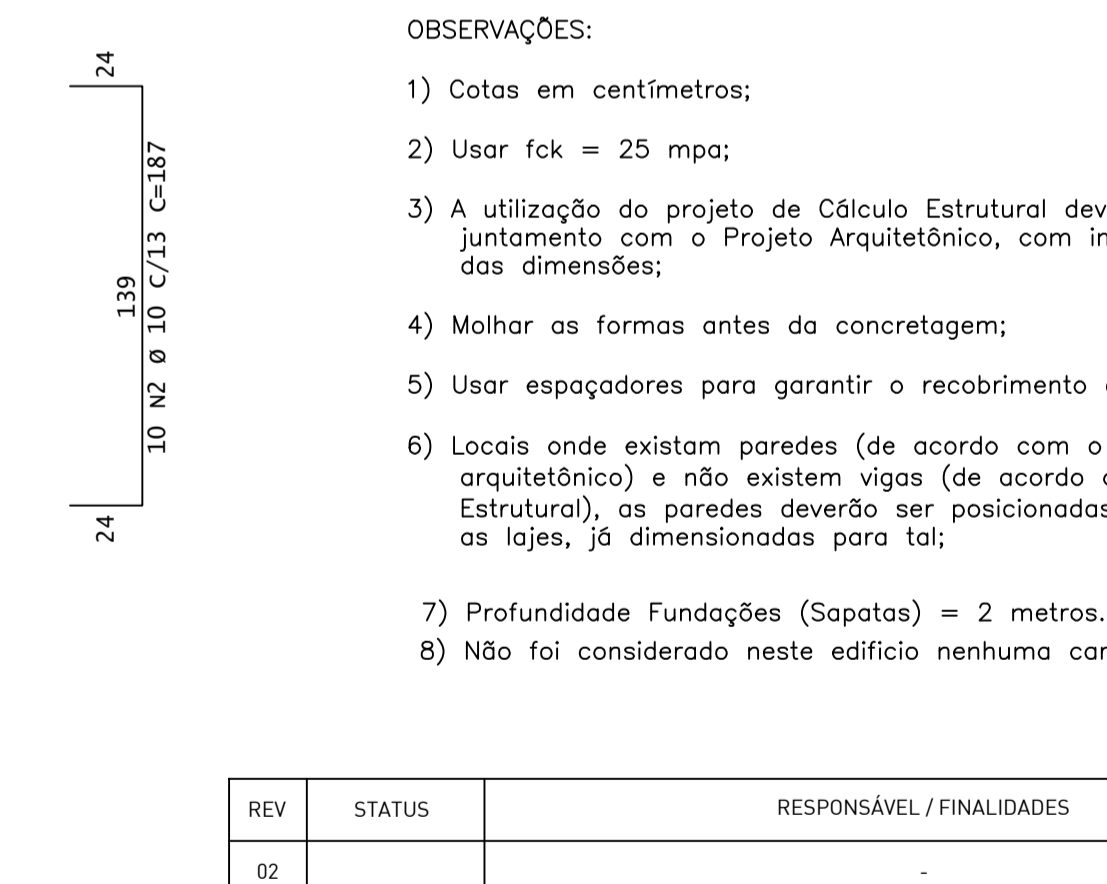 24
139
10 N2 Ø 10 C/13 C=187
24
OBSERVAÇÕES:
1) Cotas em centímetros;
2) Usar fck = 25 mpa;
3) A utilização do projeto de Cálculo Estrutural
juntamento com o Projeto Arquitetônico, com
das dimensões;
4) Molhar as formas antes da concretagem;
5) Usar espaçadores para garantir o recobrimento
6) Locais onde existam paredes (de acordo com o
arquitetônico) e não existem vigas (de acordo
Estrutural), as paredes deverão ser posicionadas
as lajes, já dimensionadas para tal;
7) Profundidade Fundações (Sapatas) = 2 metros.
8) Não foi considerado neste edificio nenhuma
REV STATUS RESPONSÁVEL / FINALIDADES
02 -